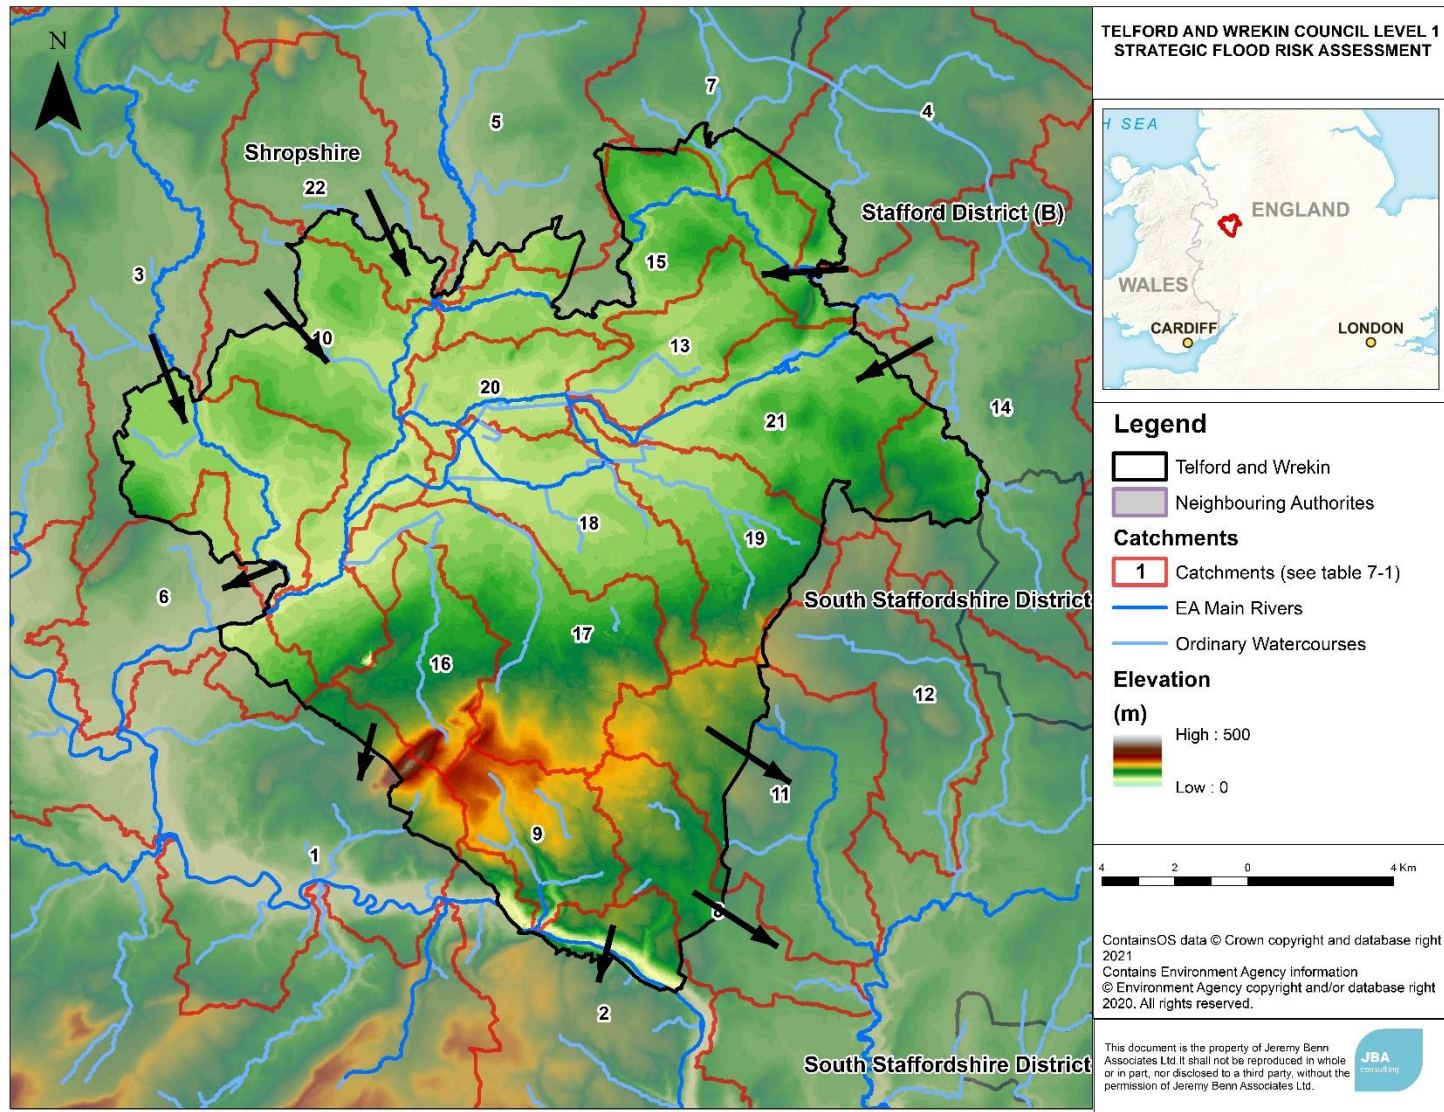 N
7
4
5
Shropshire
22
Stafford District (B)
3
15
10
13
20
14
21
18
19
6
South Staffordshire District
17
16
12
11
9
1
8
2
South Staffordshire District
TELFORD AND WREKIN COUNCIL LEVEL 1
STRATEGIC FLOOD RISK ASSESSMENT
H SEA
ENGLAND
WALES
CARDIFF
LONDON
Legend
Telford and Wrekin
Neighbouring Authorites
Catchments
1 Catchments (see table 7-1)
EA Main Rivers
Ordinary Watercourses
Elevation
(m)
High : 500
Low : 0
4 2 0 4 Km
ContainsOS data © Crown copyright and database right
2021
Contains Environment Agency information
© Environment Agency copyright and/or database right
2020. All rights reserved.
This document is the property of Jeremy Benn
Associates Ltd.It shall not be reproduced in whole
or in part, nor disclosed to a third party, without the
permission of Jeremy Benn Associates Ltd.
JBA
consulting